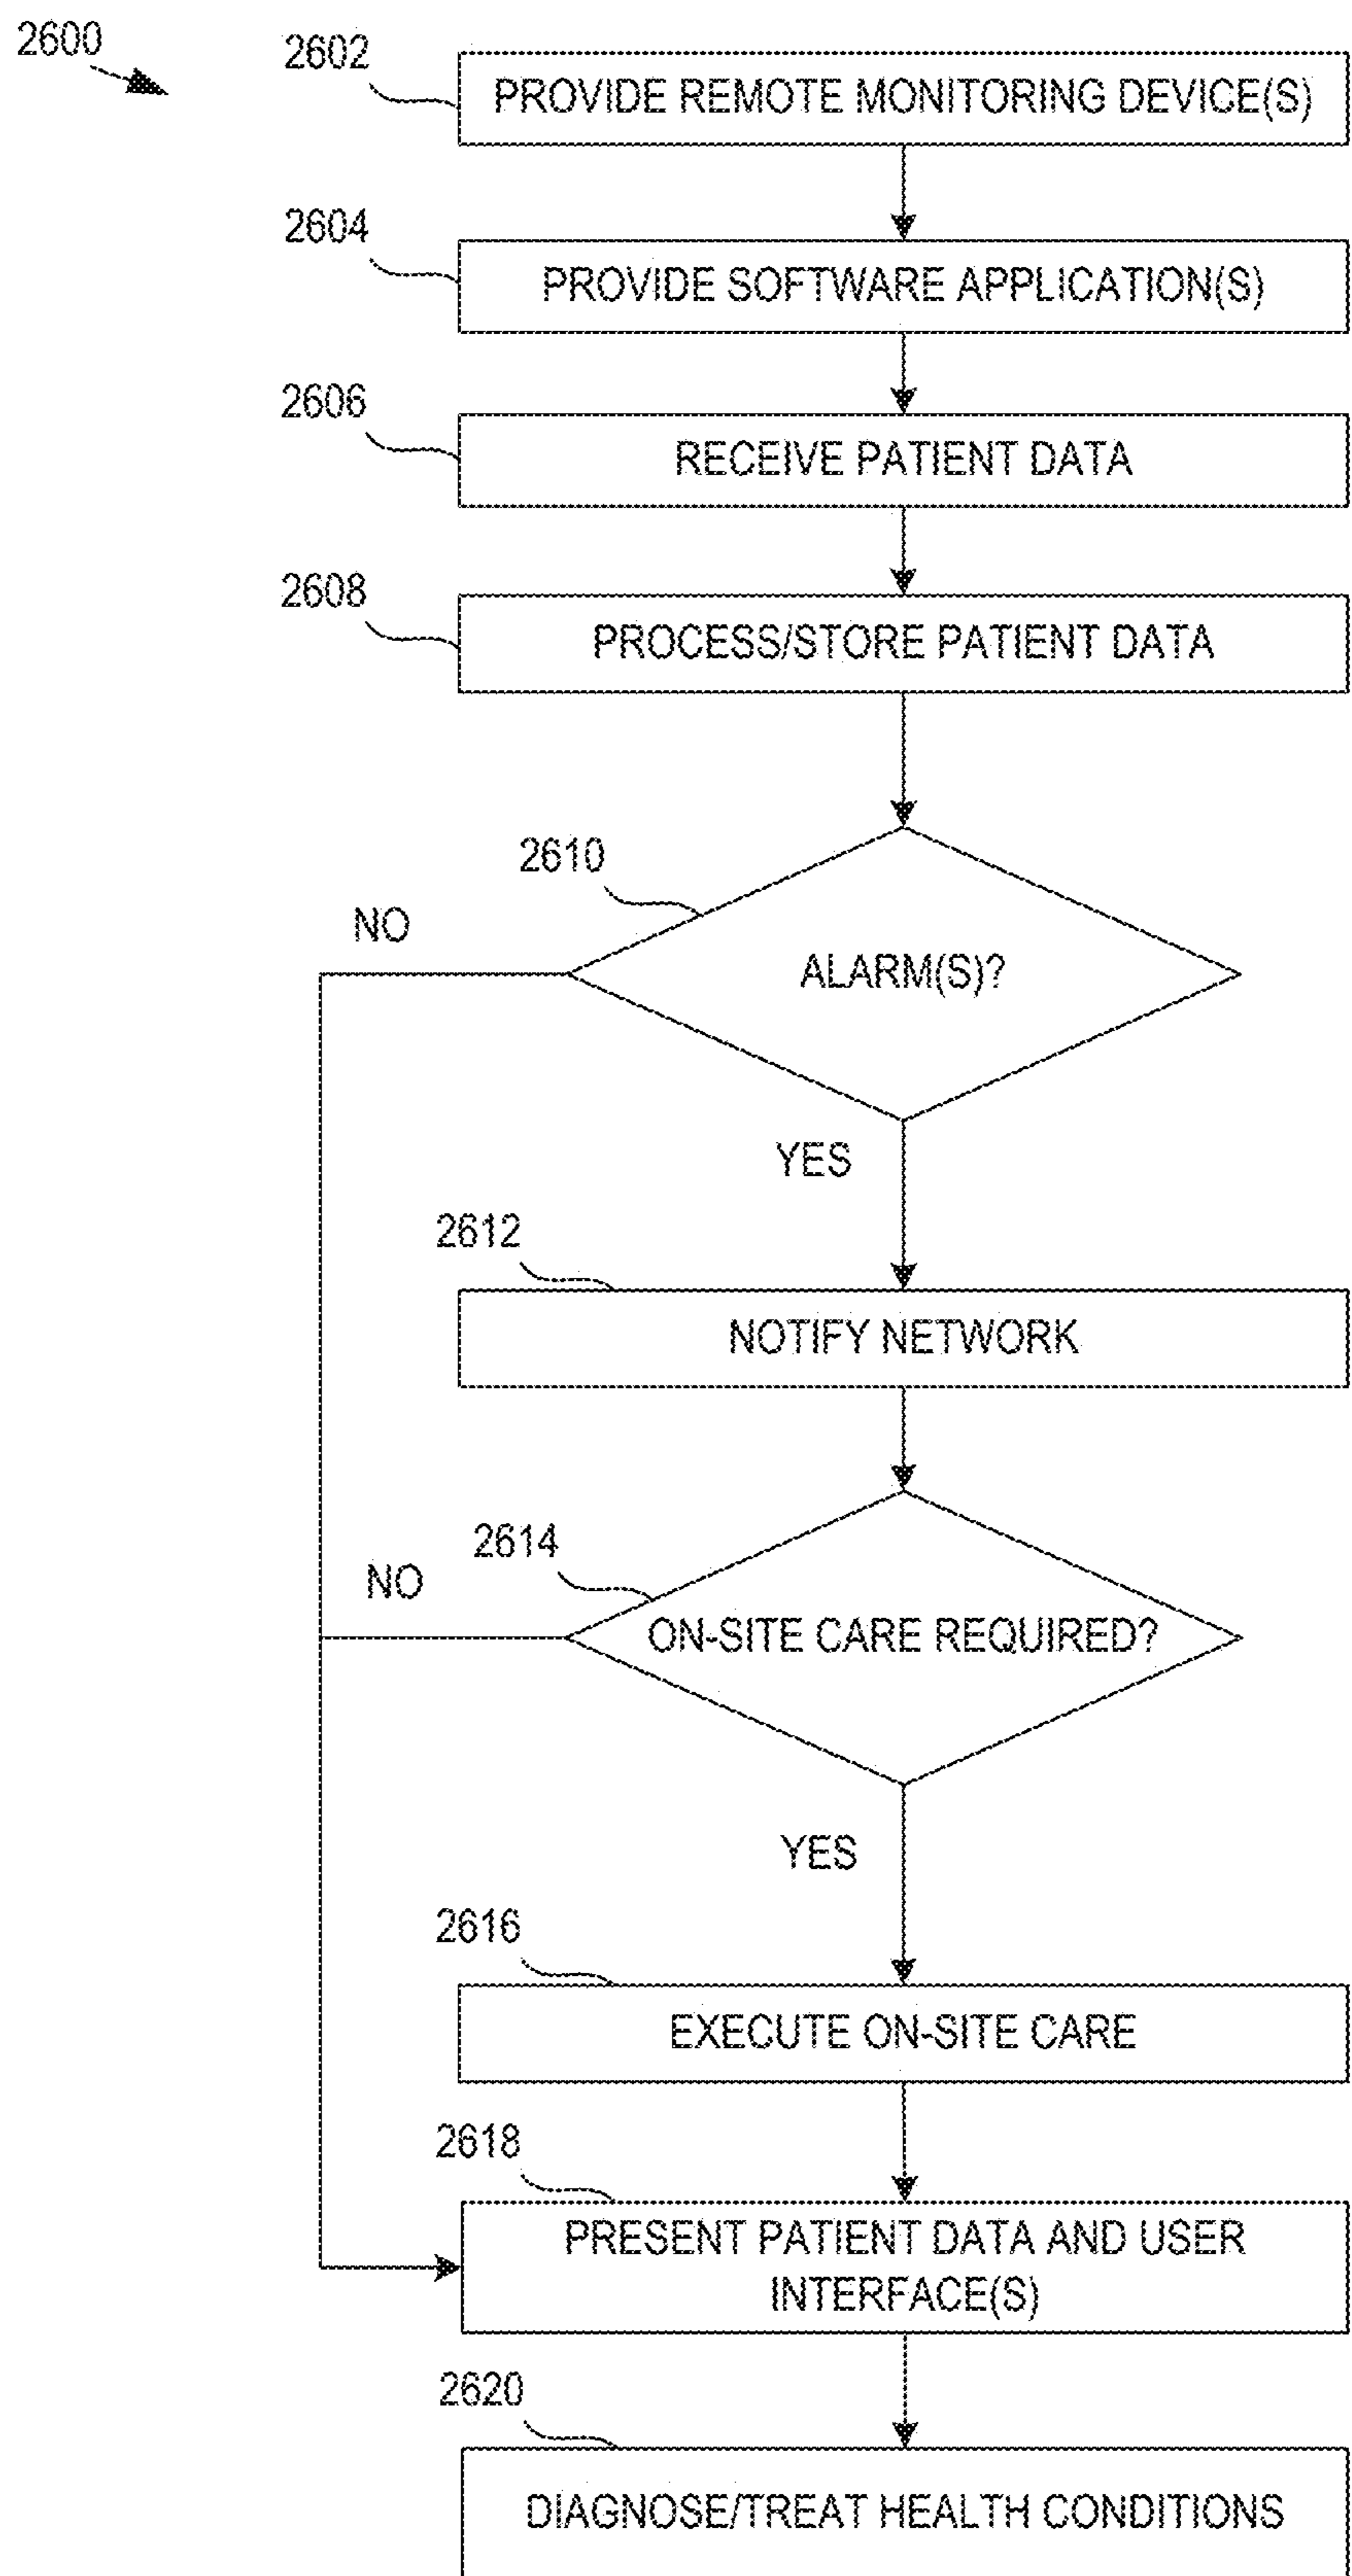 2600
2602
PROVIDE REMOTE MONITORING DEVICE(S)
2604
PROVIDE SOFTWARE APPLICATION(S)
2606
RECEIVE PATIENT DATA
2608
PROCESS/STORE PATIENT DATA
2610
NO
ALARM(S)?
YES
2612
NOTIFY NETWORK
2614
NO
ON-SITE CARE REQUIRED?
YES
2616
EXECUTE ON-SITE CARE
2618
PRESENT PATIENT DATA AND USER
INTERFACE(S)
2620
DIAGNOSE/TREAT HEALTH CONDITIONS